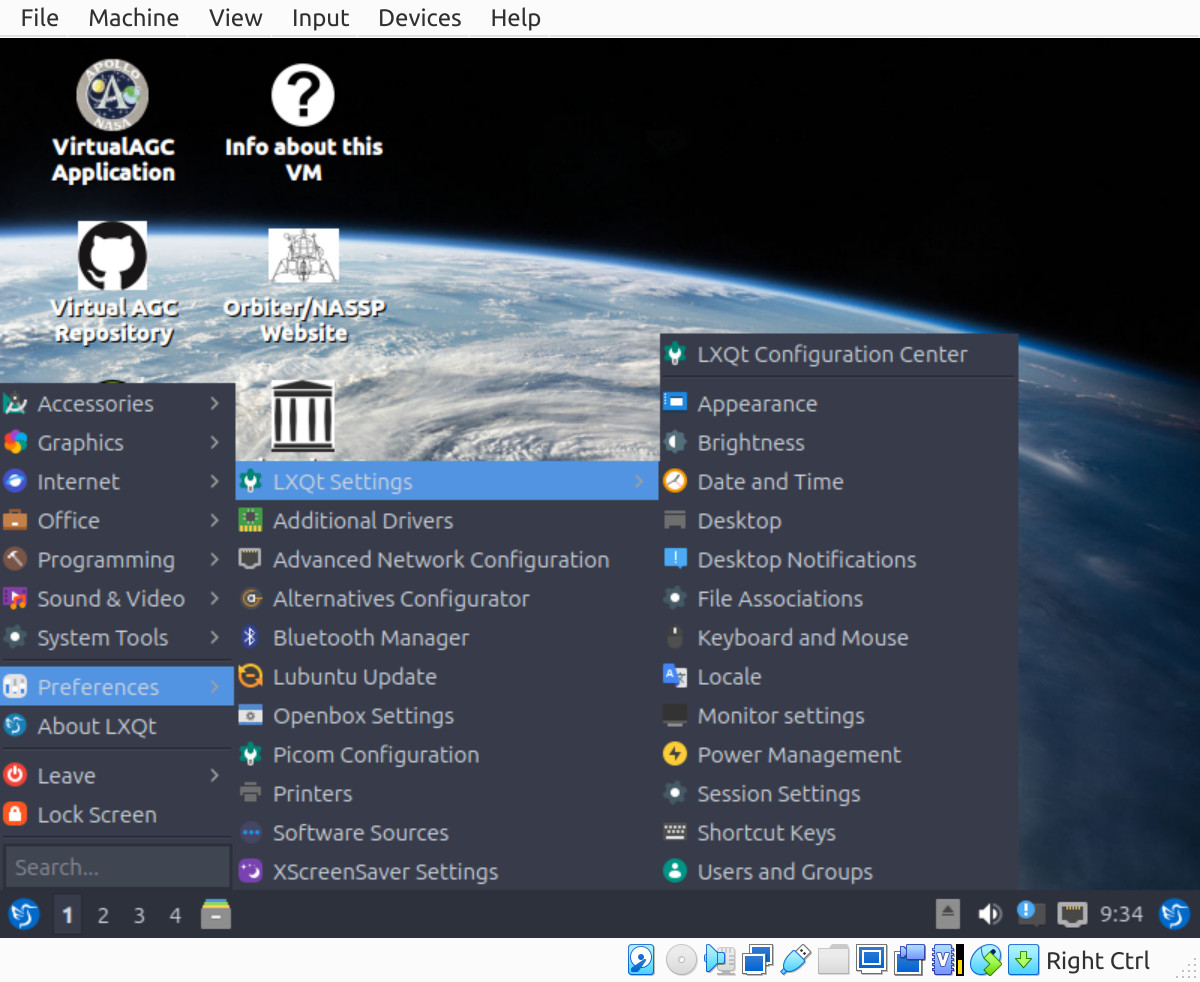 File Machine View Input Devices Help
APOLLO
NASA
VirtualAGC
Application
Info about this
VM
Virtual AGC
Repository
Orbiter/NASSP
Website
Accessories
Graphics
Internet
Office
Programming
Sound & Video
System Tools
Preferences
About LXQt
Leave
Lock Screen
Search...
LXQt Settings
Additional Drivers
Advanced Network Configuration
Alternatives Configurator
Bluetooth Manager
Lubuntu Update
Openbox Settings
Picom Configuration
Printers
Software Sources
XScreenSaver Settings
LXQt Configuration Center
Appearance
Brightness
Date and Time
Desktop
Desktop Notifications
File Associations
Keyboard and Mouse
Locale
Monitor settings
Power Management
Session Settings
Shortcut Keys
Users and Groups
1 2 3 4 9:34
Right Ctrl